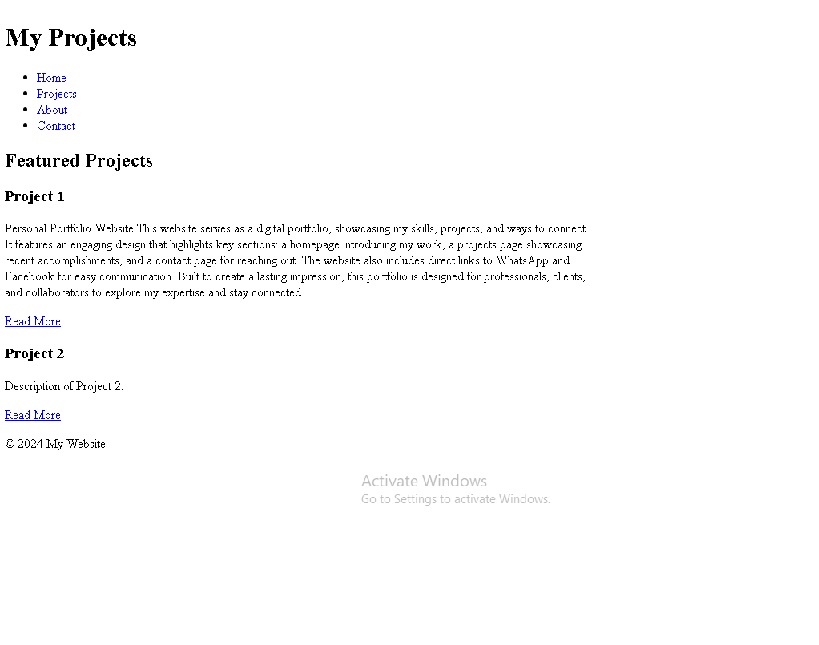 My Projects
Home
Projects
About
Contact
Featured Projects
Project 1
Personal Portfolio Website This website serves as a digital portfolio, showcasing my skills, projects, and ways to connect.
It features an engaging design that highlights key sections: a homepage introducing my work, a projects page showcasing
recent accomplishments, and a contact page for reaching out. The website also includes direct links to WhatsApp and
Facebook for easy communication. Built to create a lasting impression, this portfolio is designed for professionals, clients,
and collaborators to explore my expertise and stay connected.
Read More
Project 2
Description of Project 2.
Read More
© 2024 My Website
Activate Windows
Go to Settings to activate Windows.